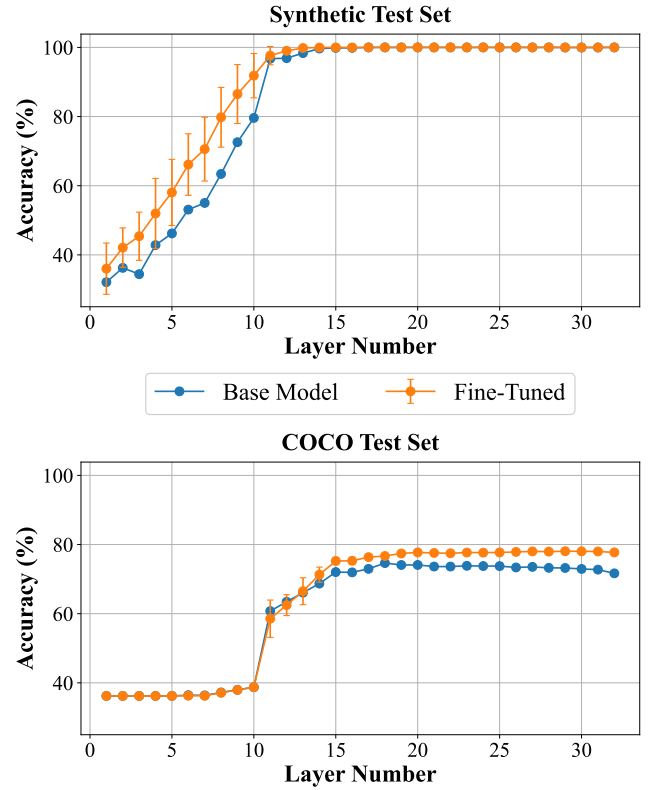 Synthetic Test Set
Accuracy (%)
100
80
60
40
0 5 10 15 20 25 30
Layer Number
Base Model Fine-Tuned
COCO Test Set
Accuracy (%)
100
80
60
40
0 5 10 15 20 25 30
Layer Number